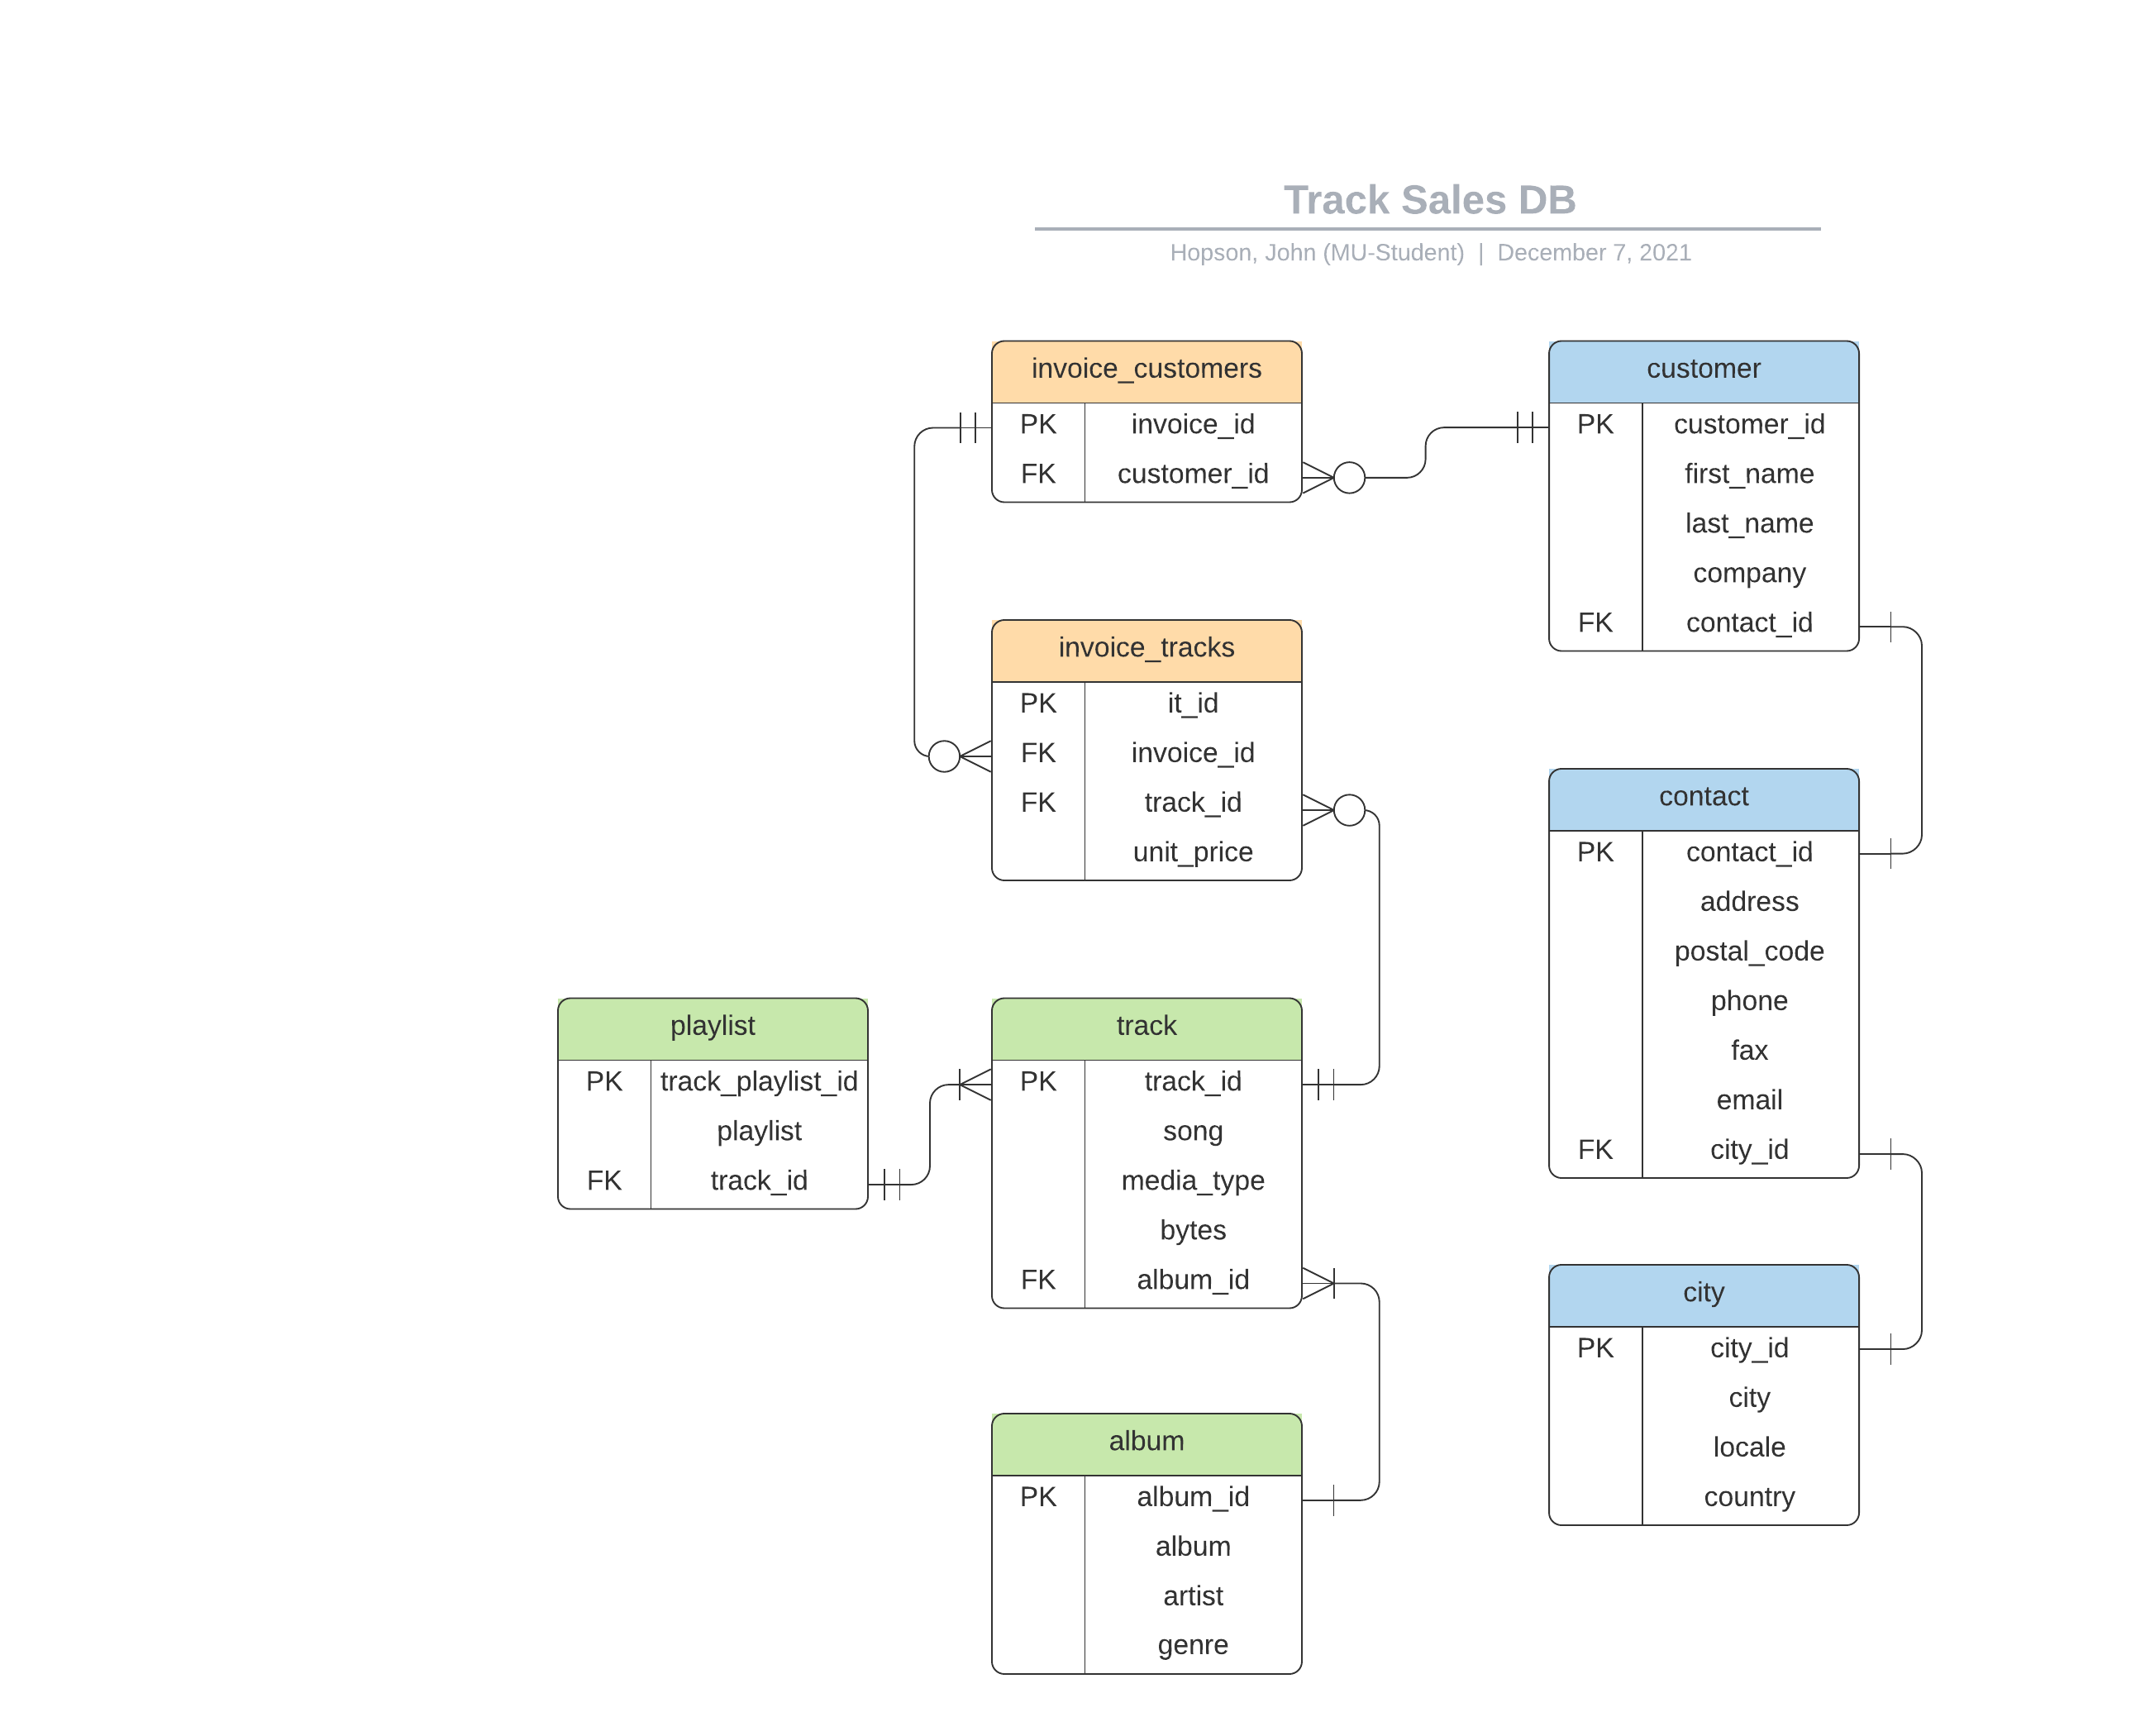 Track Sales DB
Hopson, John (MU-Student) | December 7, 2021
invoice_customers
PK invoice_id
FK customer_id
customer
PK customer_id
first_name
last_name
company
FK contact_id
invoice_tracks
PK it_id
FK invoice_id
FK track_id
unit_price
contact
PK contact_id
address
postal_code
phone
fax
email
FK city_id
playlist
PK track_playlist_id
playlist
FK track_id
track
PK track_id
song
media_type
bytes
FK album_id
city
PK city_id
city
locale
country
album
PK album_id
album
artist
genre